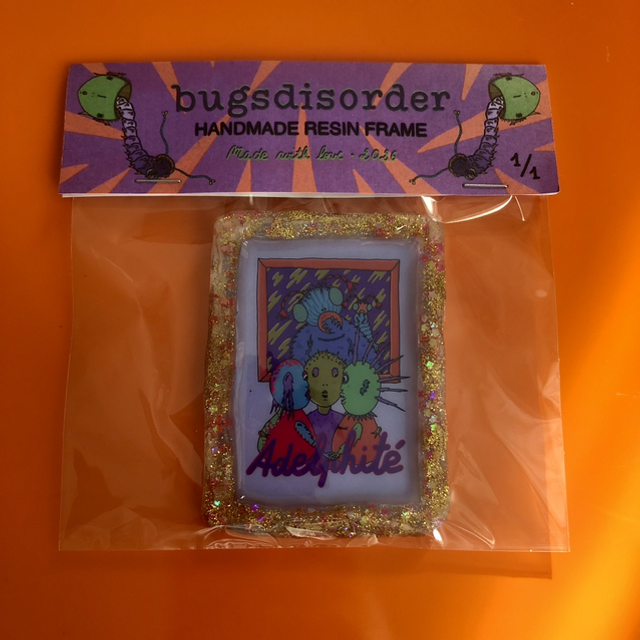 bugsdisorder
HANDMADE RESIN FRAME
Made with love - 2026
1/1
Adelphité